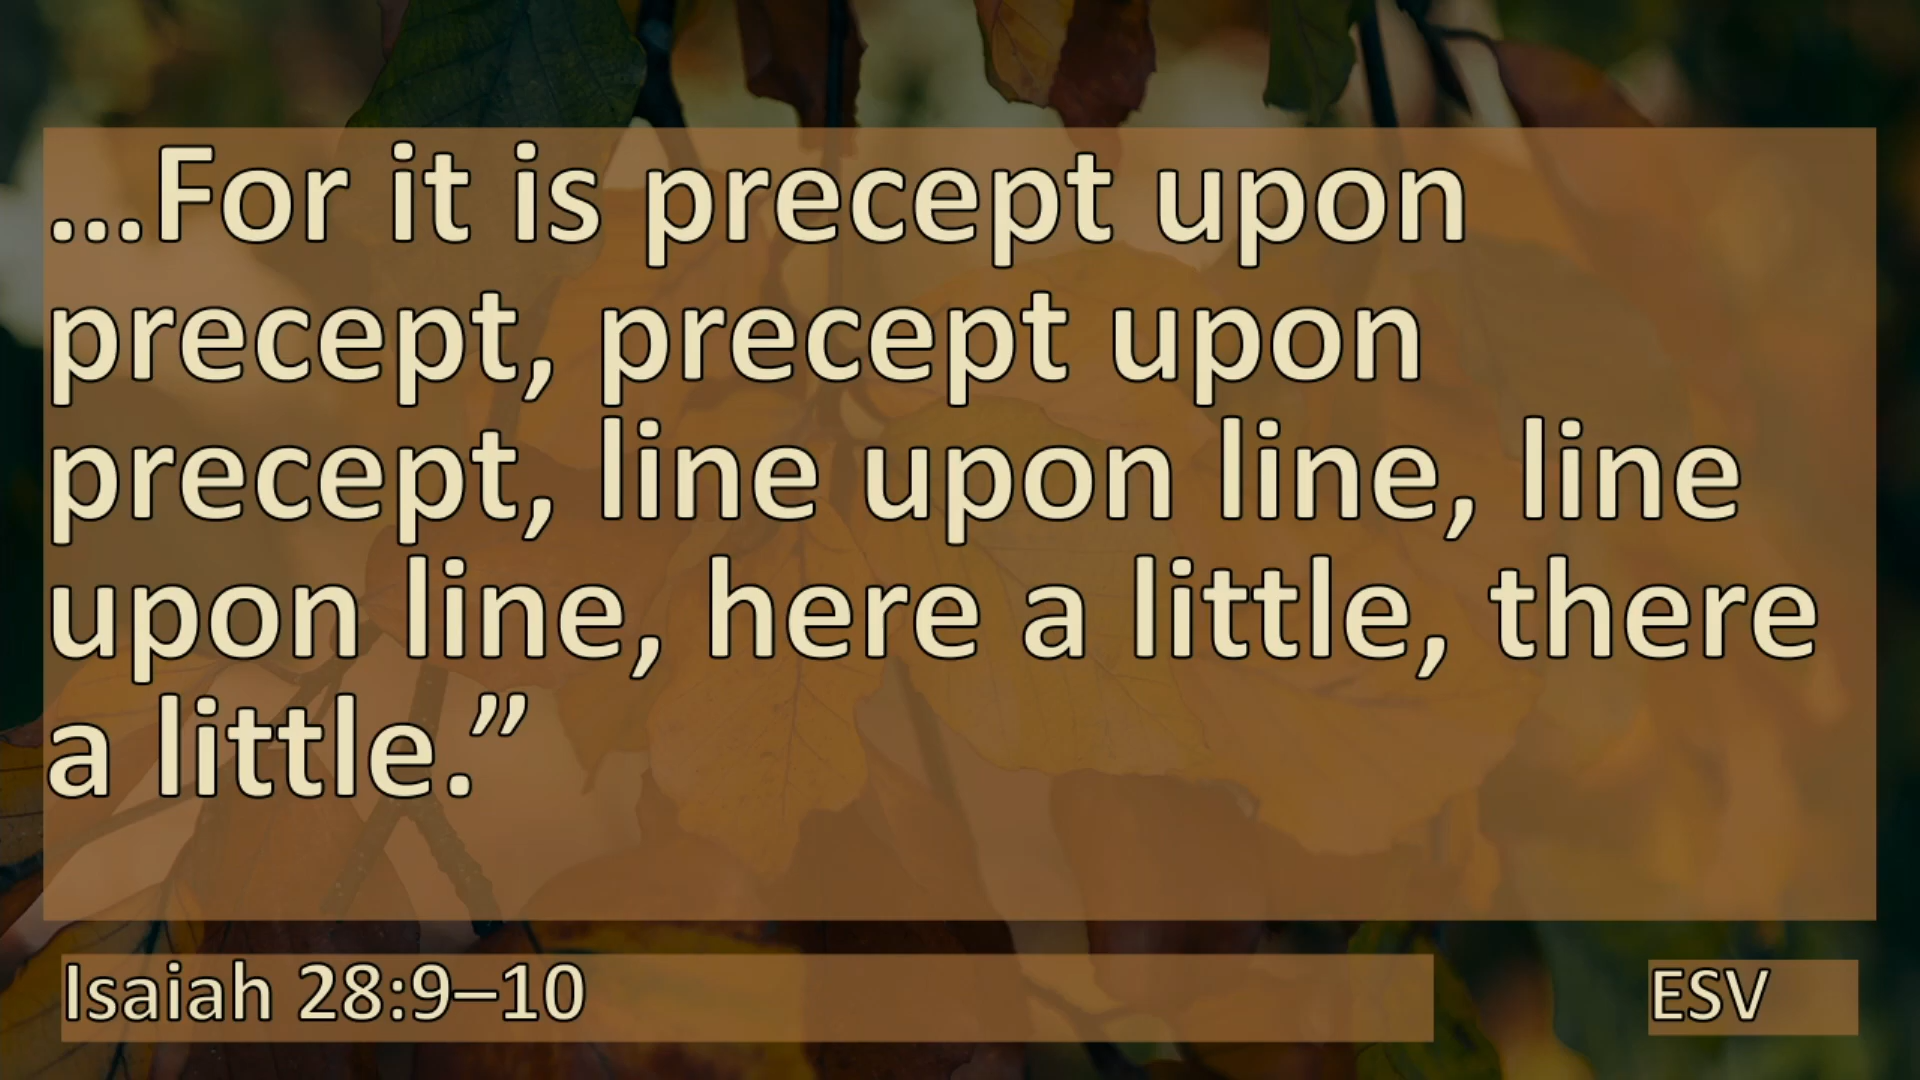 …For it is precept upon
precept, precept upon
precept, line upon line, line
upon line, here a little, there
a little.”
Isaiah 28:9–10
ESV